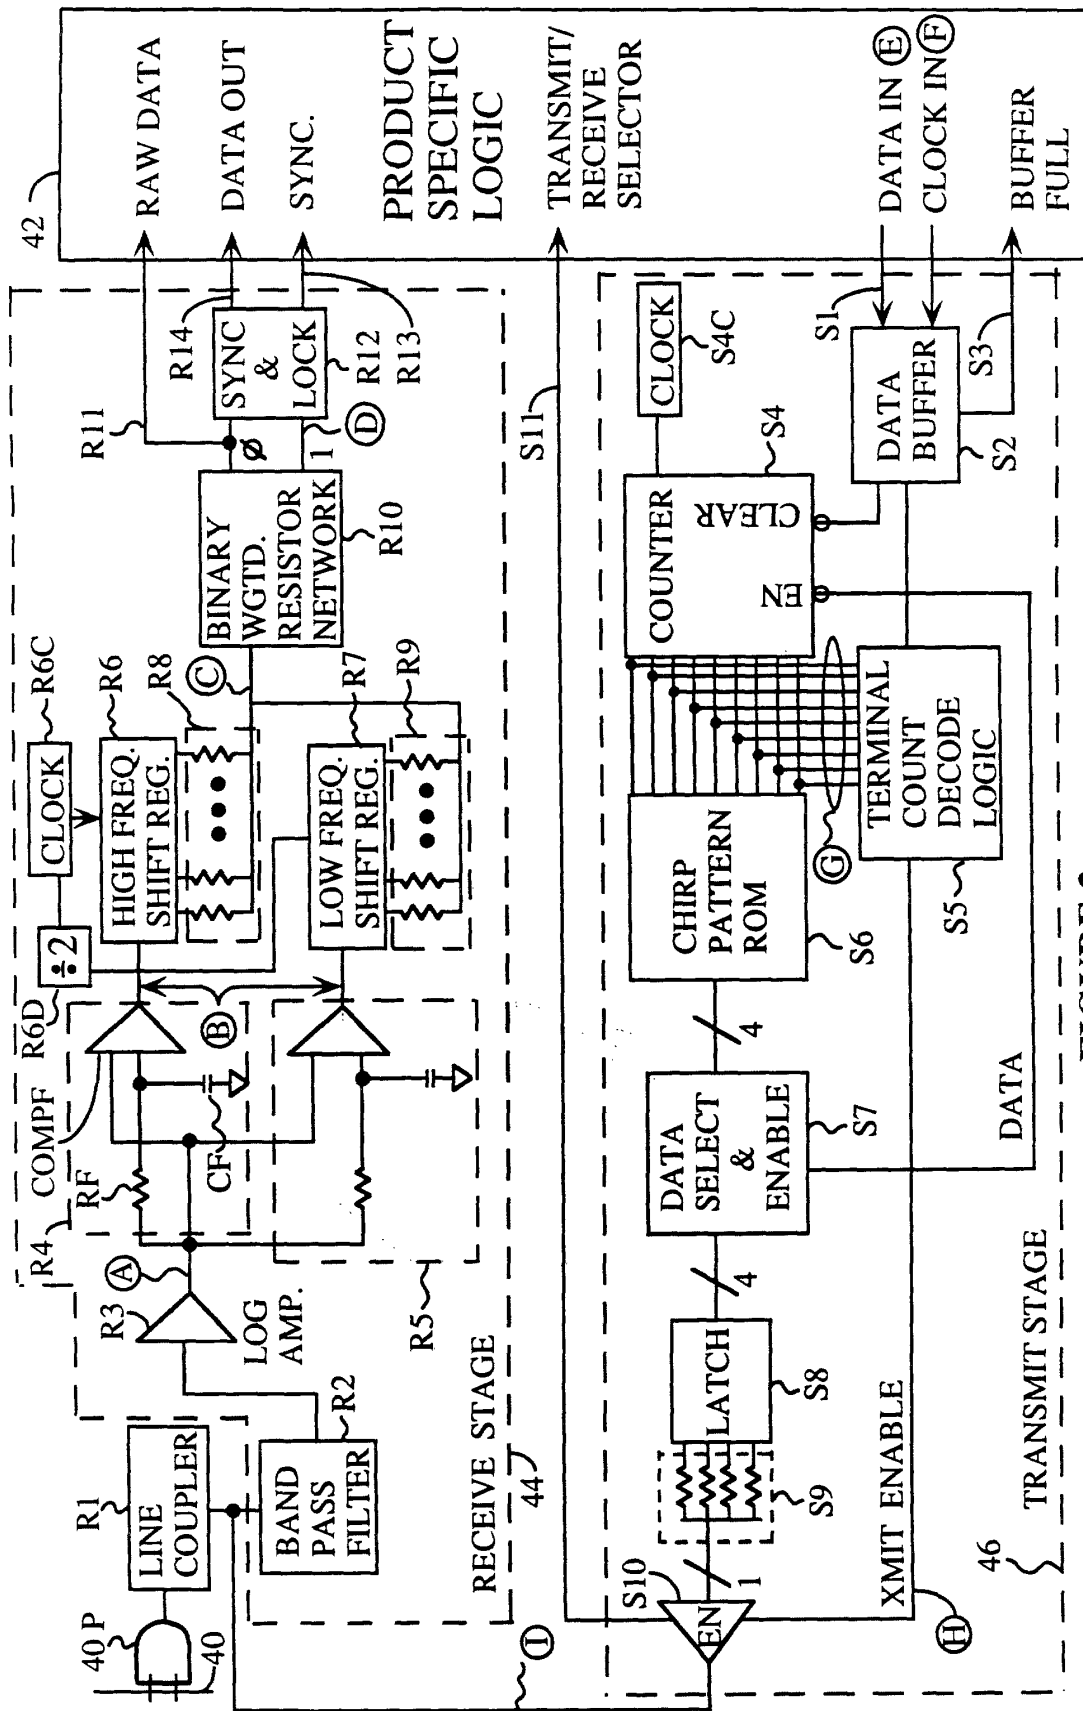 42
RAW DATA
DATA OUT
SYNC.
PRODUCT
SPECIFIC
LOGIC
TRANSMIT/
RECEIVE
SELECTOR
DATA IN E
CLOCK IN F
BUFFER
FULL
40 P
40
R1
LINE
COUPLER
BAND
PASS
FILTER
R2
R3
LOG
AMP.
A
R4
COMPF
RF
CF
R5
B
R6D
÷2
CLOCK
R6C
HIGH FREQ.
SHIFT REG.
R6
R8
LOW FREQ.
SHIFT REG.
R7
R9
C
BINARY
WGTD.
RESISTOR
NETWORK
R10
R11
Ø
1
D
SYNC
&
LOCK
R12
R13
R14
RECEIVE STAGE
44
S11
I
S10
EN
1
S9
LATCH
S8
4
DATA
SELECT
&
ENABLE
S7
4
CHIRP
PATTERN
ROM
S6
G
COUNTER
EN
CLEAR
S4
CLOCK
S4C
TERMINAL
COUNT
DECODE
LOGIC
S5
DATA
BUFFER
S1
S2
S3
DATA
XMIT ENABLE
H
46
TRANSMIT STAGE